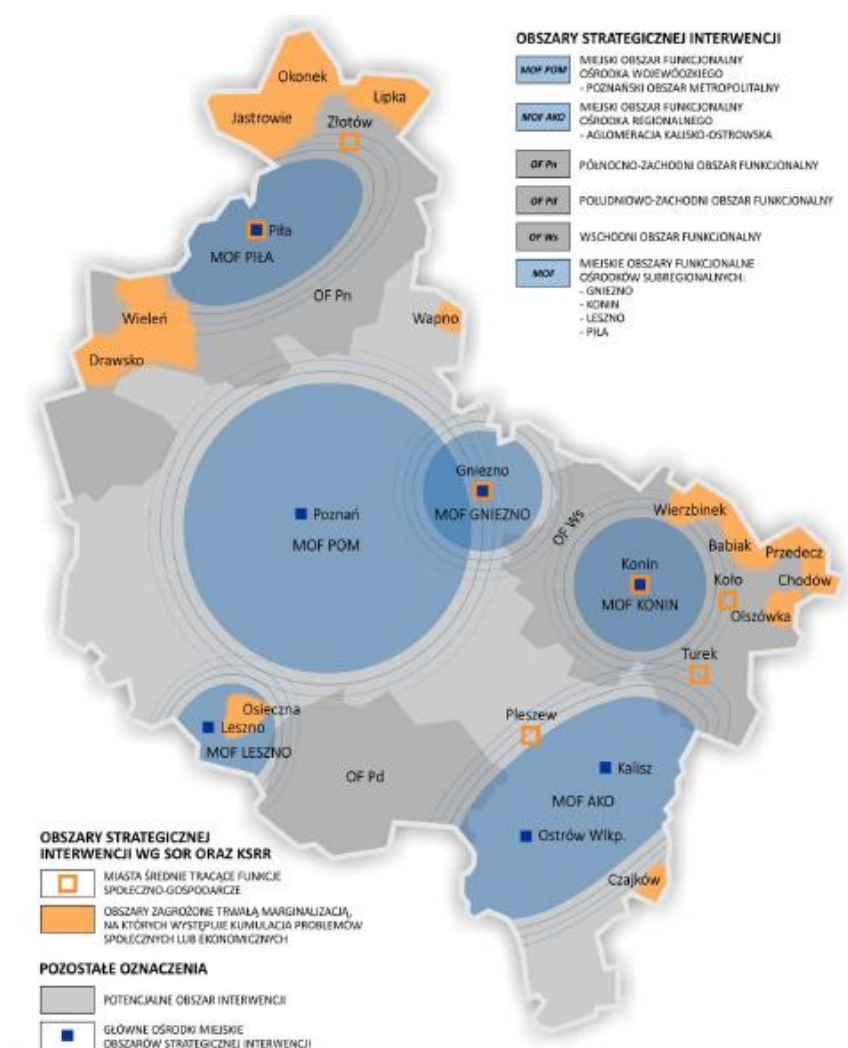 OBSZARY STRATEGICZNEJ INTERWENCJI
MOF POM
MIEJSKI OBSZAR FUNKCJONALNY
OŚRODKA WOJEWÓDZKIEGO
- POZNAŃSKI OBSZAR METROPOLITALNY
MOF AKO
MIEJSKI OBSZAR FUNKCJONALNY
OŚRODKA REGIONALNEGO
- AGLOMERACJA KALISKO-OSTROWSKA
OF Pn
PÓŁNOCNO-ZACHODNI OBSZAR FUNKCJONALNY
OF Pd
POŁUDNIOWO-ZACHODNI OBSZAR FUNKCJONALNY
OF Ws
WSCHODNI OBSZAR FUNKCJONALNY
MOF
MIEJSKIE OBSZARY FUNKCJONALNE
OŚRODKÓW SUBREGIONALNYCH:
- GNIEZNO
- KONIN
- LESZNO
- PIŁA
Okonek
Lipka
Jastrowie
Złotów
Piła
MOF PIŁA
OF Pn
Wieleń
Wapno
Drawsko
Gniezno
MOF GNIEZNO
Poznań
MOF POM
OF Ws
Wierzbinek
Babiak
Przedecz
Konin
Koło
Chodów
MOF KONIN
Olszówka
Turek
Osieczna
Leszno
MOF LESZNO
Pleszew
OF Pd
Kalisz
MOF AKO
Ostrów Wlkp.
Czajków
OBSZARY STRATEGICZNEJ
INTERWENCJI WG SOR ORAZ KSRR
MIASTA ŚREDNIE TRACĄCE FUNKCJE
SPOŁECZNO-GOSPODARCZE
OBSZARY ZAGROŻONE TRWAŁĄ MARGINALIZACJĄ,
NA KTÓRYCH WYSTĘPUJE KUMULACJA PROBLEMÓW
SPOŁECZNYCH LUB EKONOMICZNYCH
POZOSTAŁE OZNACZENIA
POTENCJALNE OBSZAR INTERWENCJI
GŁÓWNE OŚRODKI MIEJSKIE
OBSZARÓW STRATEGICZNEJ INTERWENCJI